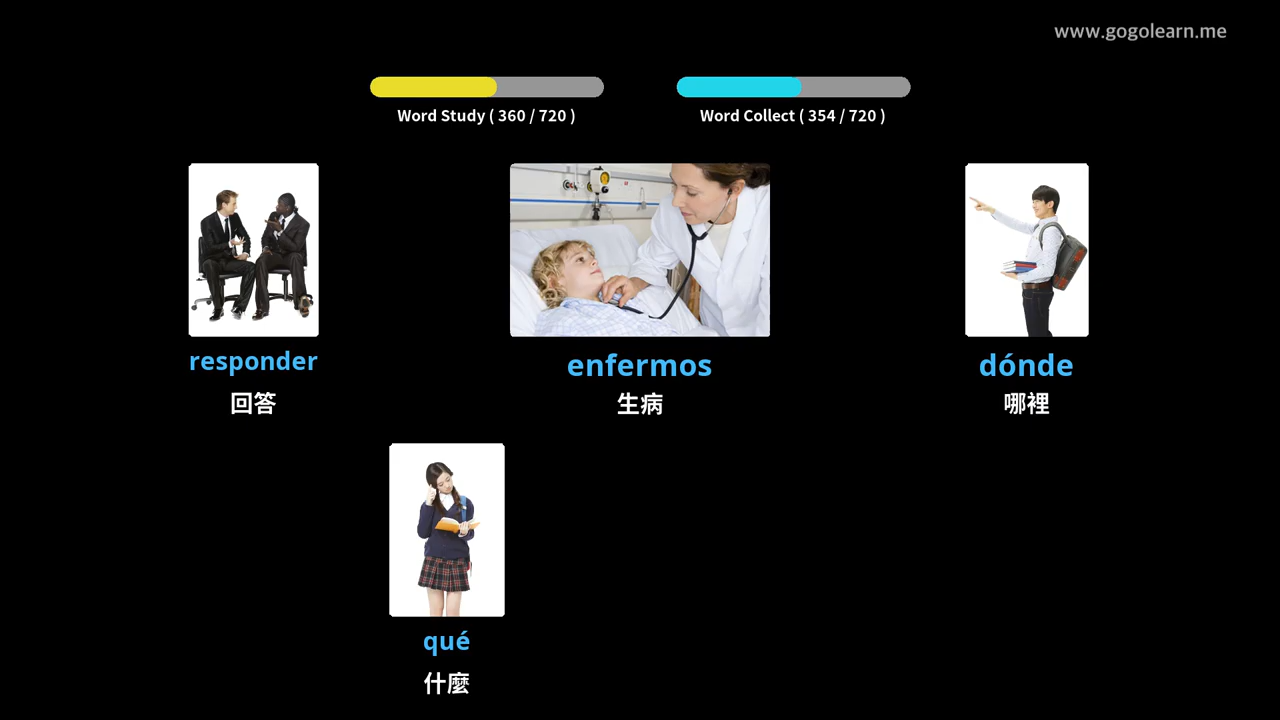 www.gogolearn.me
Word Study ( 360 / 720 )
Word Collect ( 354 / 720 )
responder
回答
enfermos
生病
dónde
哪裡
qué
什麼